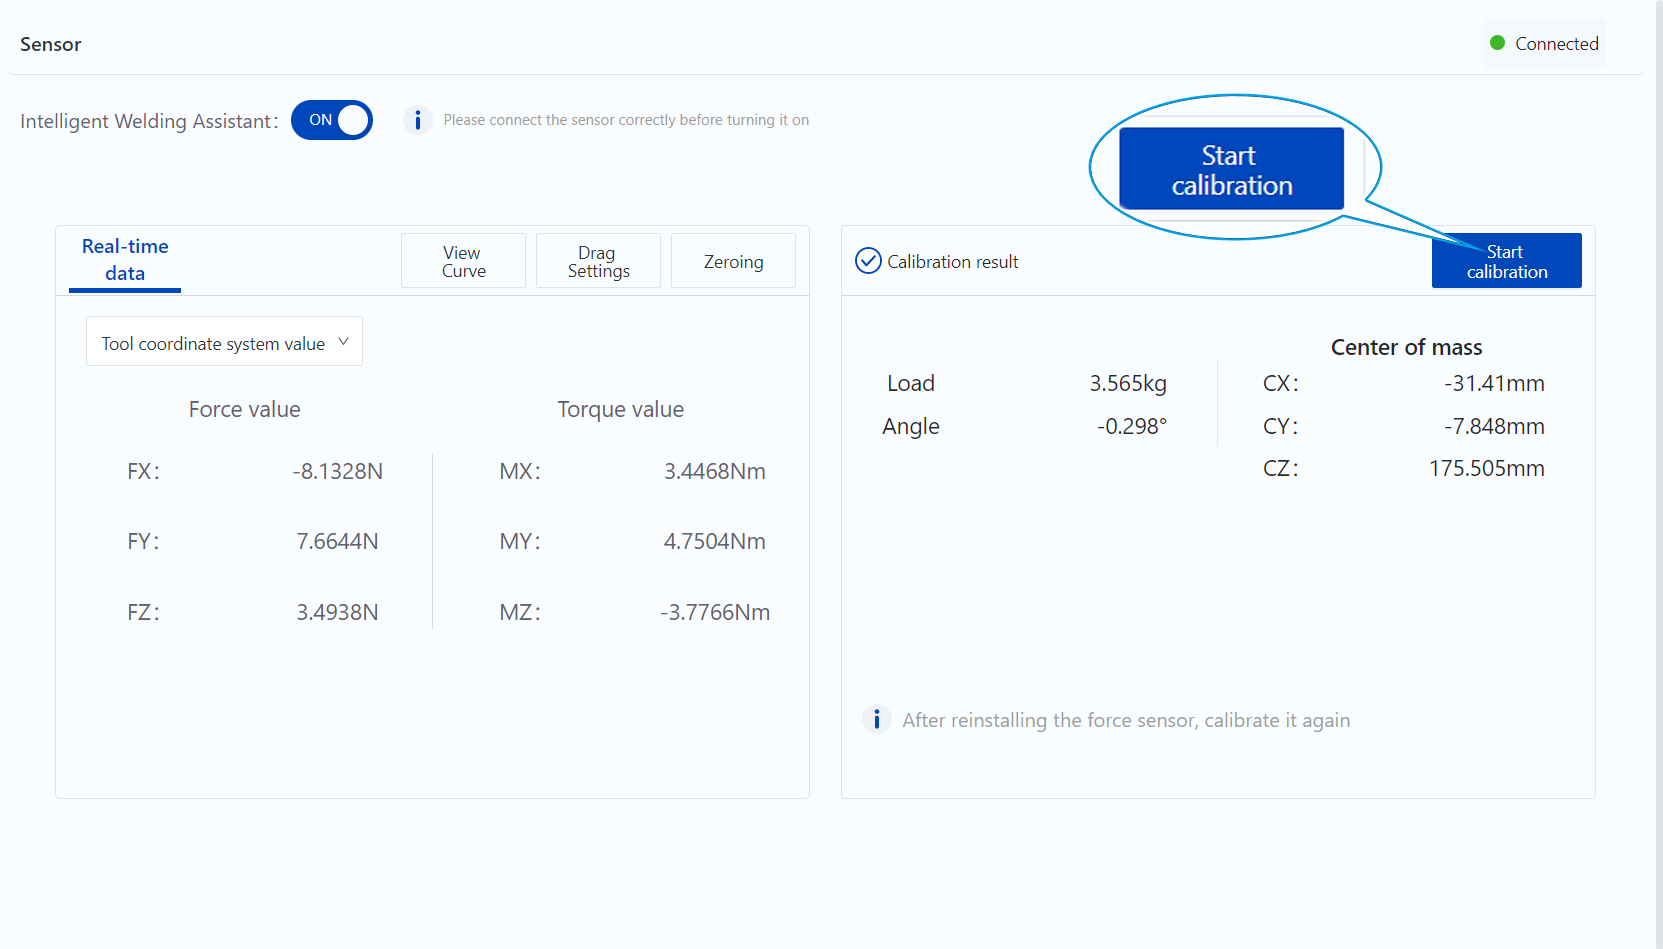 Sensor
Connected
Intelligent Welding Assistant:
ON
Please connect the sensor correctly before turning it on
Start
calibration
Real-time
data
View
Curve
Drag
Settings
Zeroing
Calibration result
Start
calibration
Tool coordinate system value
Force value
Torque value
FX: -8.1328N
MX: 3.4468Nm
FY: 7.6644N
MY: 4.7504Nm
FZ: 3.4938N
MZ: -3.7766Nm
Center of mass
Load 3.565kg
CX: -31.41mm
Angle -0.298°
CY: -7.848mm
CZ: 175.505mm
After reinstalling the force sensor, calibrate it again